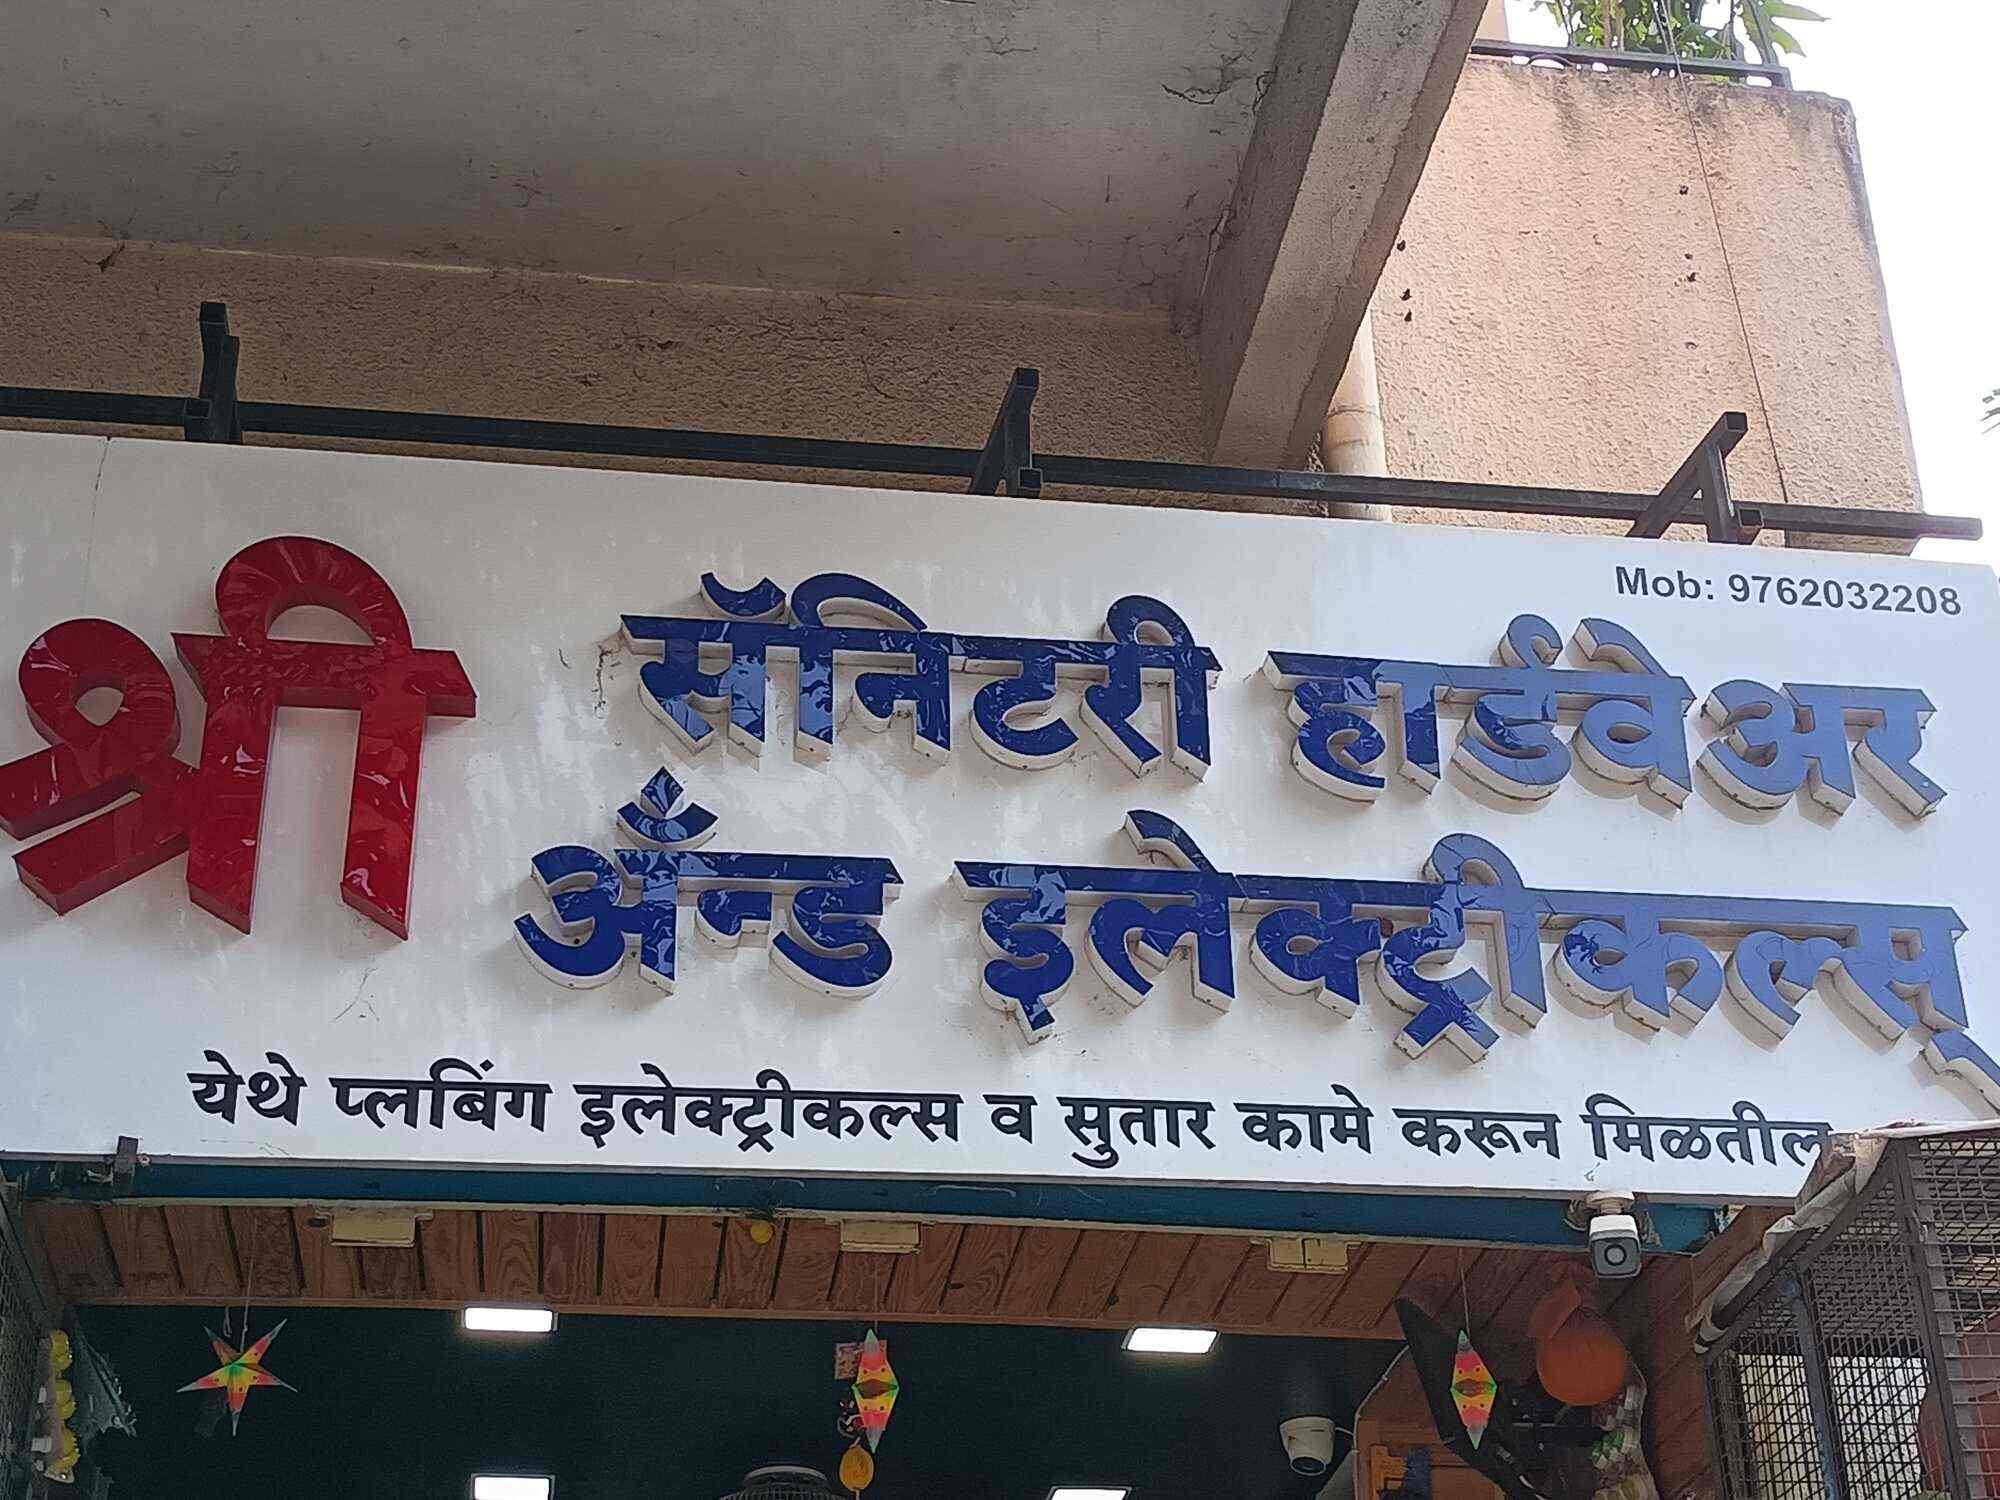 Mob: 9762032208
श्री सॅनिटरी हार्डवेअर
अँन्ड इलेक्ट्रीकल्स्
येथे प्लबिंग इलेक्ट्रीकल्स व सुतार कामे करून मिळतील